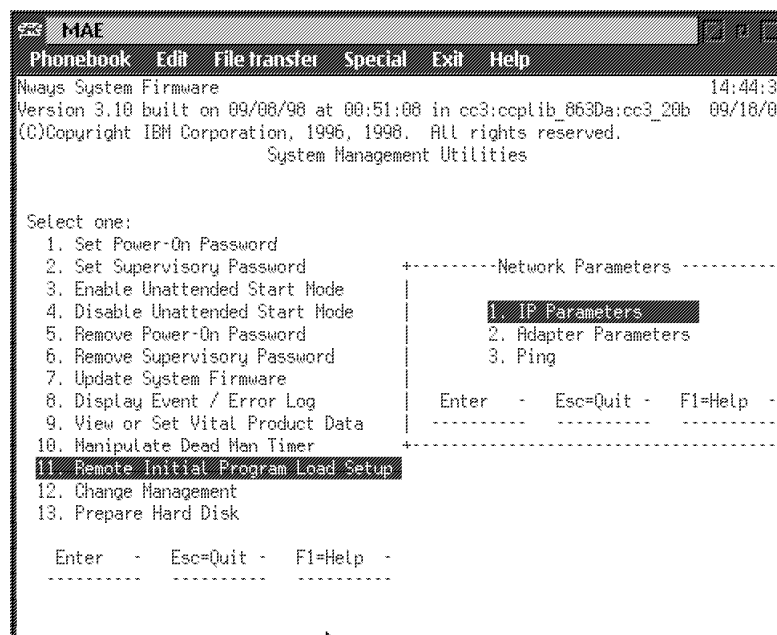 MAE
Phonebook Edit File transfer Special Exit Help
Nways System Firmware 14:44:3
Version 3.10 built on 09/08/98 at 00:51:08 in cc3:ccplib_863Da:cc3_20b 09/18/0
(C)Copyright IBM Corporation, 1996, 1998. All rights reserved.
System Management Utilities
Select one:
1. Set Power-On Password
2. Set Supervisory Password
3. Enable Unattended Start Mode
4. Disable Unattended Start Mode
5. Remove Power-On Password
6. Remove Supervisory Password
7. Update System Firmware
8. Display Event / Error Log
9. View or Set Vital Product Data
10. Manipulate Dead Man Timer
11. Remote Initial Program Load Setup
12. Change Management
13. Prepare Hard Disk
Enter - Esc=Quit - F1=Help -
Network Parameters
1. IP Parameters
2. Adapter Parameters
3. Ping
Enter - Esc=Quit - F1=Help -